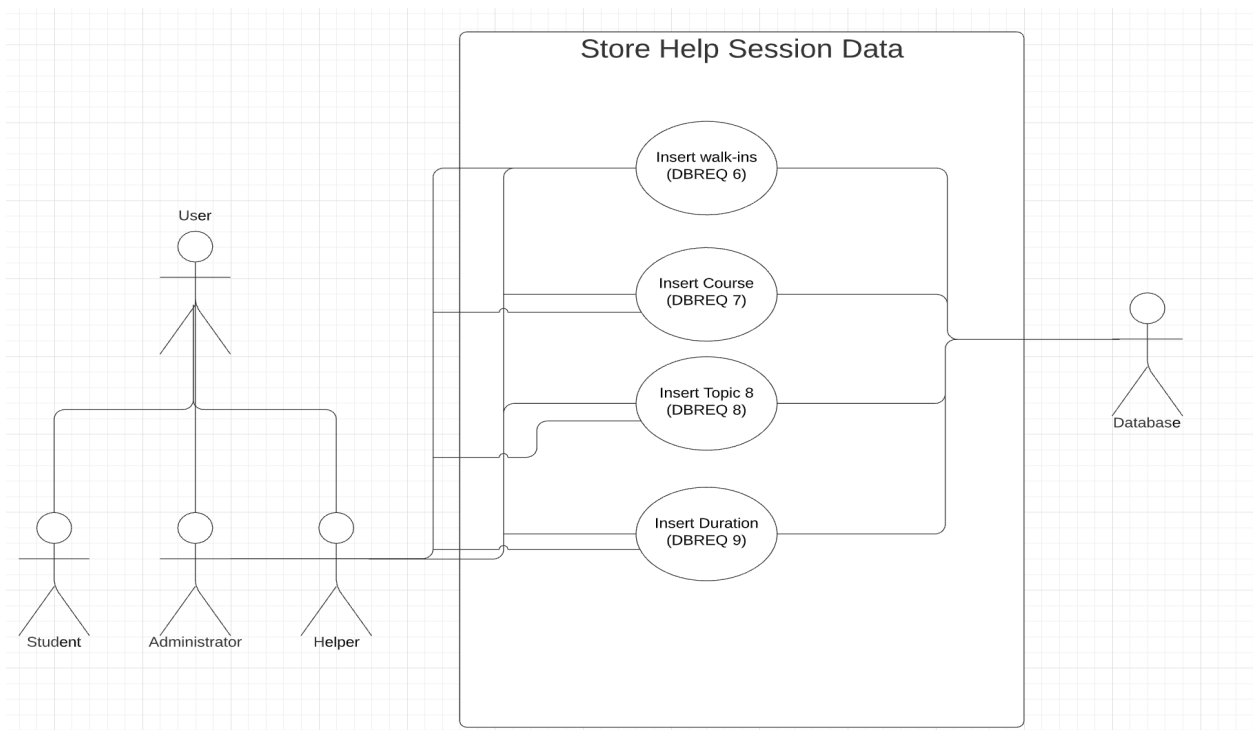 Store Help Session Data
Insert walk-ins
(DBREQ 6)
User
Insert Course
(DBREQ 7)
Insert Topic 8
(DBREQ 8)
Database
Insert Duration
(DBREQ 9)
Student
Administrator
Helper